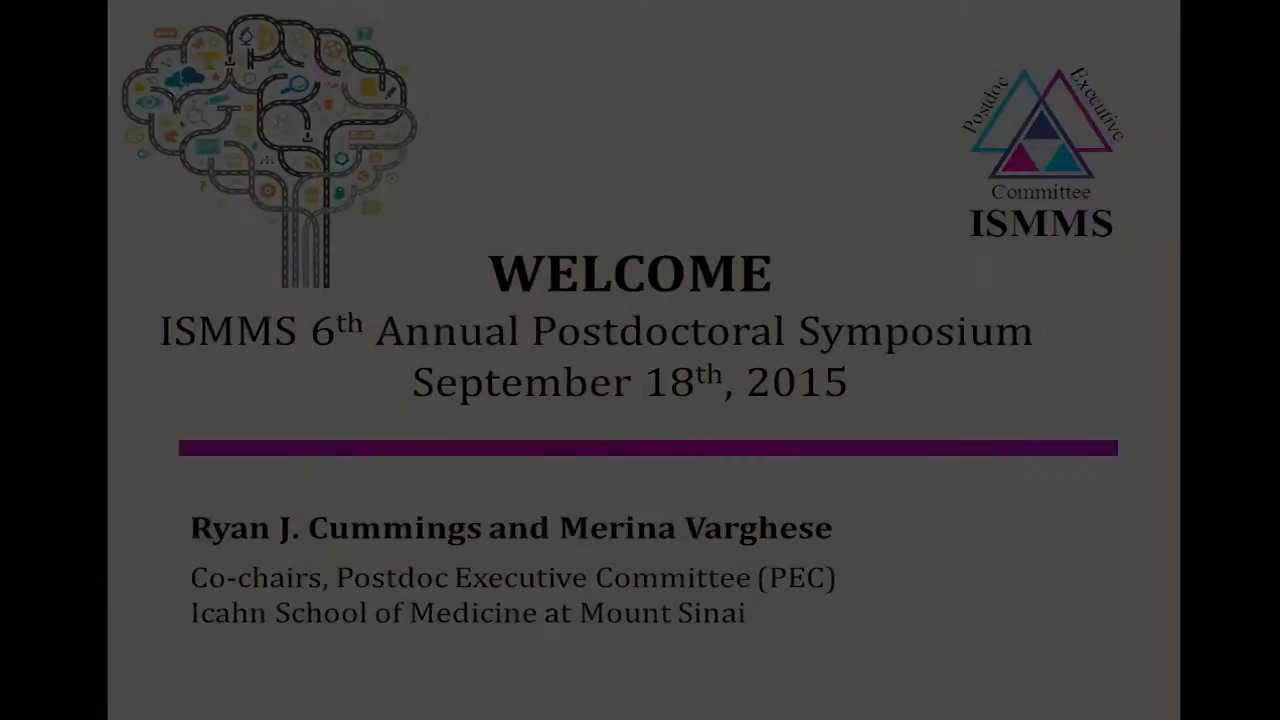 Postdoc
Executive
Committee
ISMMS
WELCOME
ISMMS 6th Annual Postdoctoral Symposium
September 18th, 2015
Ryan J. Cummings and Merina Varghese
Co-chairs, Postdoc Executive Committee (PEC)
Icahn School of Medicine at Mount Sinai